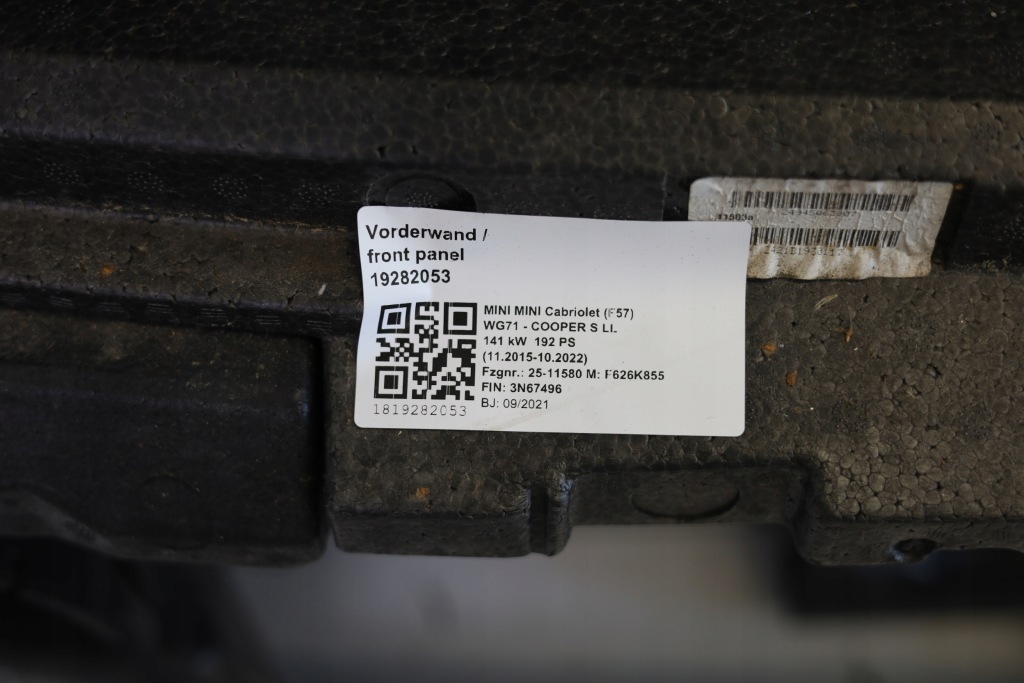 Vorderwand /
front panel
19282053
MINI MINI Cabriolet (F57)
WG71 - COOPER S LL
141 kW 192 PS
(11.2015-10.2022)
Fzgnr.: 25-11580 M: F626K855
FIN: 3N67496
BJ: 09/2021
1819282053